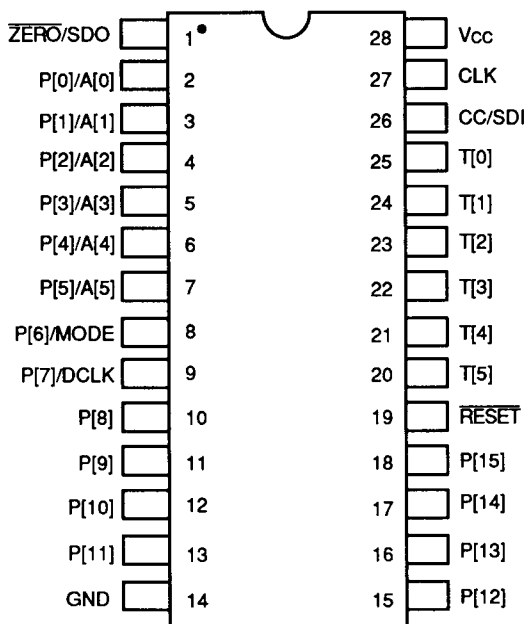 ZERO/SDO 1 28 Vcc
P[0]/A[0] 2 27 CLK
P[1]/A[1] 3 26 CC/SDI
P[2]/A[2] 4 25 T[0]
P[3]/A[3] 5 24 T[1]
P[4]/A[4] 6 23 T[2]
P[5]/A[5] 7 22 T[3]
P[6]/MODE 8 21 T[4]
P[7]/DCLK 9 20 T[5]
P[8] 10 19 RESET
P[9] 11 18 P[15]
P[10] 12 17 P[14]
P[11] 13 16 P[13]
GND 14 15 P[12]